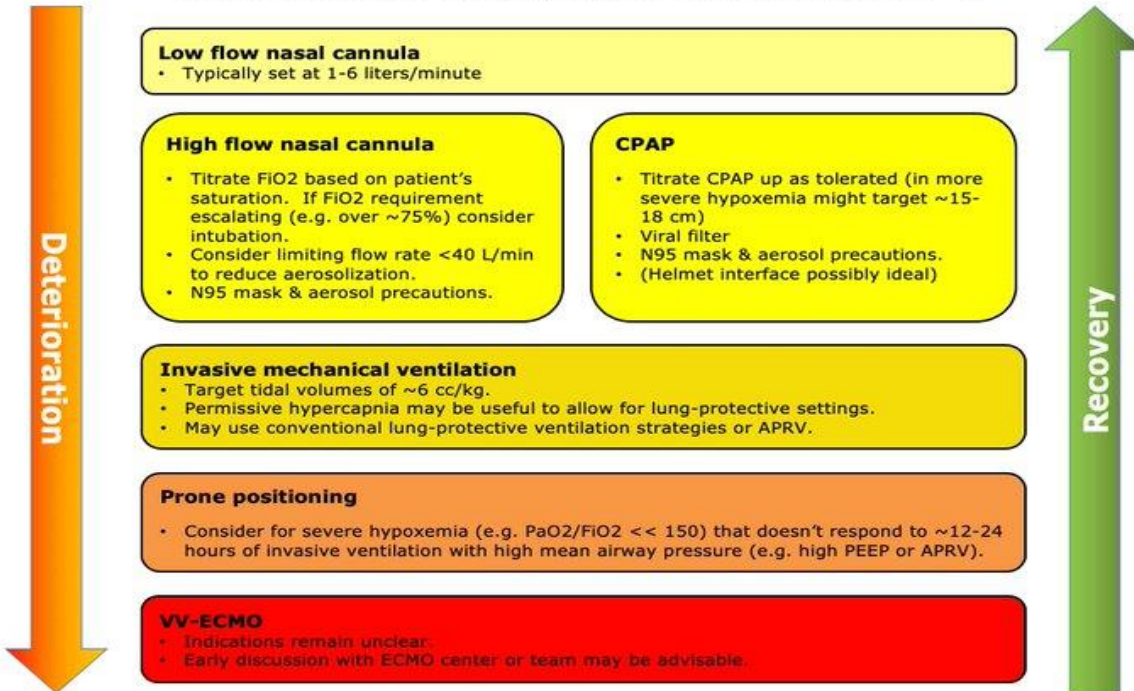 Deterioration
Low flow nasal cannula
• Typically set at 1-6 liters/minute
High flow nasal cannula
• Titrate FiO2 based on patient's
saturation. If FiO2 requirement
escalating (e.g. over ~75%) consider
intubation.
• Consider limiting flow rate <40 L/min
to reduce aerosolization.
• N95 mask & aerosol precautions.
CPAP
• Titrate CPAP up as tolerated (in more
severe hypoxemia might target ~15-
18 cm)
• Viral filter
• N95 mask & aerosol precautions.
• (Helmet interface possibly ideal)
Invasive mechanical ventilation
• Target tidal volumes of ~6 cc/kg.
• Permissive hypercapnia may be useful to allow for lung-protective settings.
• May use conventional lung-protective ventilation strategies or APRV.
Prone positioning
• Consider for severe hypoxemia (e.g. PaO2/FiO2 << 150) that doesn't respond to ~12-24
hours of invasive ventilation with high mean airway pressure (e.g. high PEEP or APRV).
VV-ECMO
• Indications remain unclear.
• Early discussion with ECMO center or team may be advisable.
Recovery